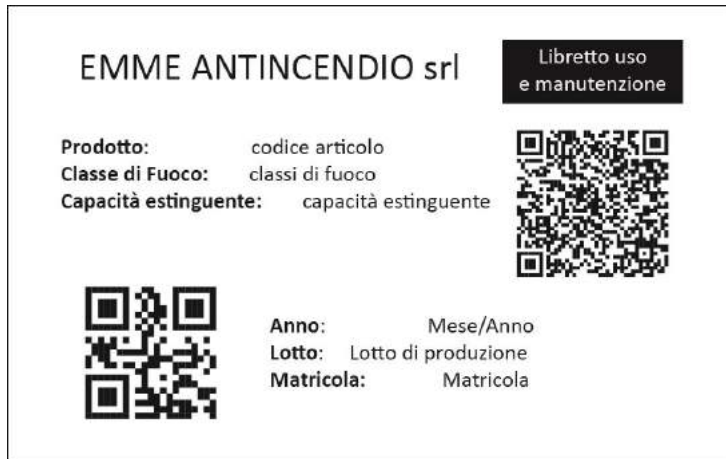 EMME ANTINCENDIO srl
Libretto uso
e manutenzione
Prodotto: codice articolo
Classe di Fuoco: classi di fuoco
Capacità estinguente: capacità estinguente
Anno: Mese/Anno
Lotto: Lotto di produzione
Matricola: Matricola